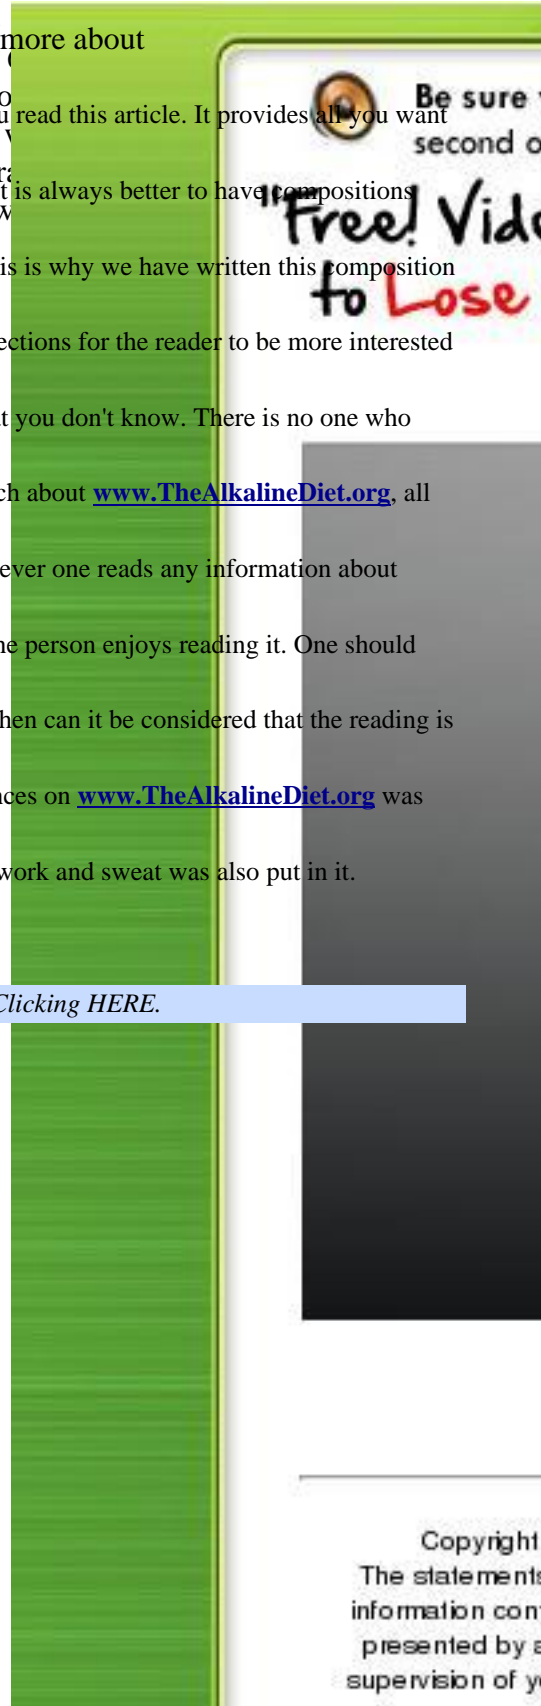 more about
u read this article. It provides all you want
t is always better to have compositions
is is why we have written this composition
ections for the reader to be more interested
t you don't know. There is no one who
ch about www.TheAlkalineDiet.org, all
ever one reads any information about
ne person enjoys reading it. One should
hen can it be considered that the reading is
nces on www.TheAlkalineDiet.org was
work and sweat was also put in it.
Clicking HERE.
Be sure
second o
"Free! Vide
to Lose
Copyright
The statements
information con
presented by a
supervision of y